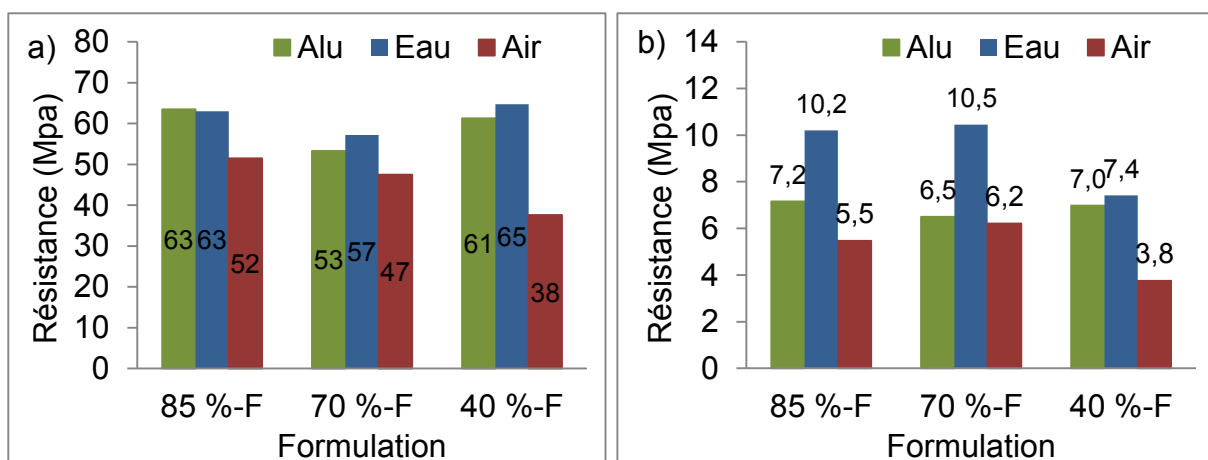 a)
Alu Eau Air
80
70
60
50
40
30
20
10
0
Résistance (Mpa)
63 63 52
53 57 47
61 65 38
85 %-F 70 %-F 40 %-F
Formulation
b)
Alu Eau Air
14
12
10
8
6
4
2
0
Résistance (Mpa)
7,2 10,2 5,5
6,5 10,5 6,2
7,0 7,4 3,8
85 %-F 70 %-F 40 %-F
Formulation